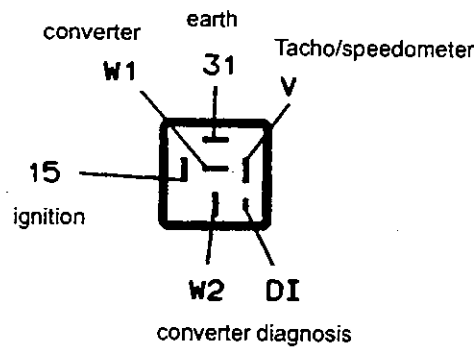 earth
converter
31
Tacho/speedometer
W1
V
15
ignition
W2 DI
converter diagnosis